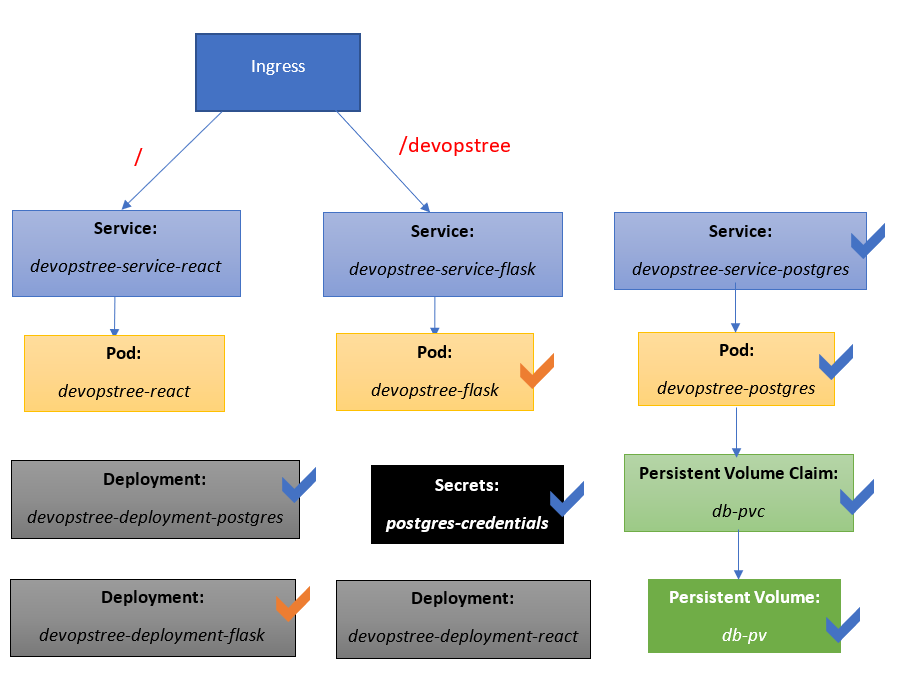 Ingress
/
/devopstree
Service:
devopstree-service-react
Service:
devopstree-service-flask
Service:
devopstree-service-postgres
Pod:
devopstree-react
Pod:
devopstree-flask
Pod:
devopstree-postgres
Deployment:
devopstree-deployment-postgres
Secrets:
postgres-credentials
Persistent Volume Claim:
db-pvc
Deployment:
devopstree-deployment-flask
Deployment:
devopstree-deployment-react
Persistent Volume:
db-pv